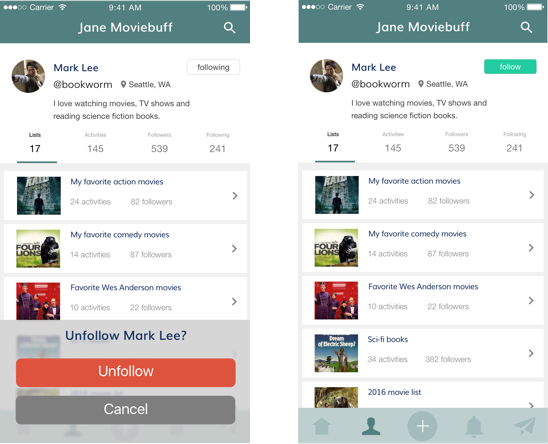 Carrier 9:41 AM 100%
Jane Moviebuff
Mark Lee following
@bookworm Seattle, WA
I love watching movies, TV shows and
reading science fiction books.
Lists Activities Followers Following
17 145 539 241
My favorite action movies
24 activities 82 followers
My favorite comedy movies
FOUR
LIONS
14 activities 87 followers
Favorite Wes Anderson movies
10 activities 22 followers
Unfollow Mark Lee?
Unfollow
Cancel
Carrier 9:41 AM 100%
Jane Moviebuff
Mark Lee follow
@bookworm Seattle, WA
I love watching movies, TV shows and
reading science fiction books.
Lists Activities Followers Following
17 145 539 241
My favorite action movies
24 activities 82 followers
My favorite comedy movies
FOUR
LIONS
14 activities 87 followers
Favorite Wes Anderson movies
10 activities 22 followers
Sci-fi books
Dream
of Electric Sheep?
34 activities 382 followers
2016 movie list